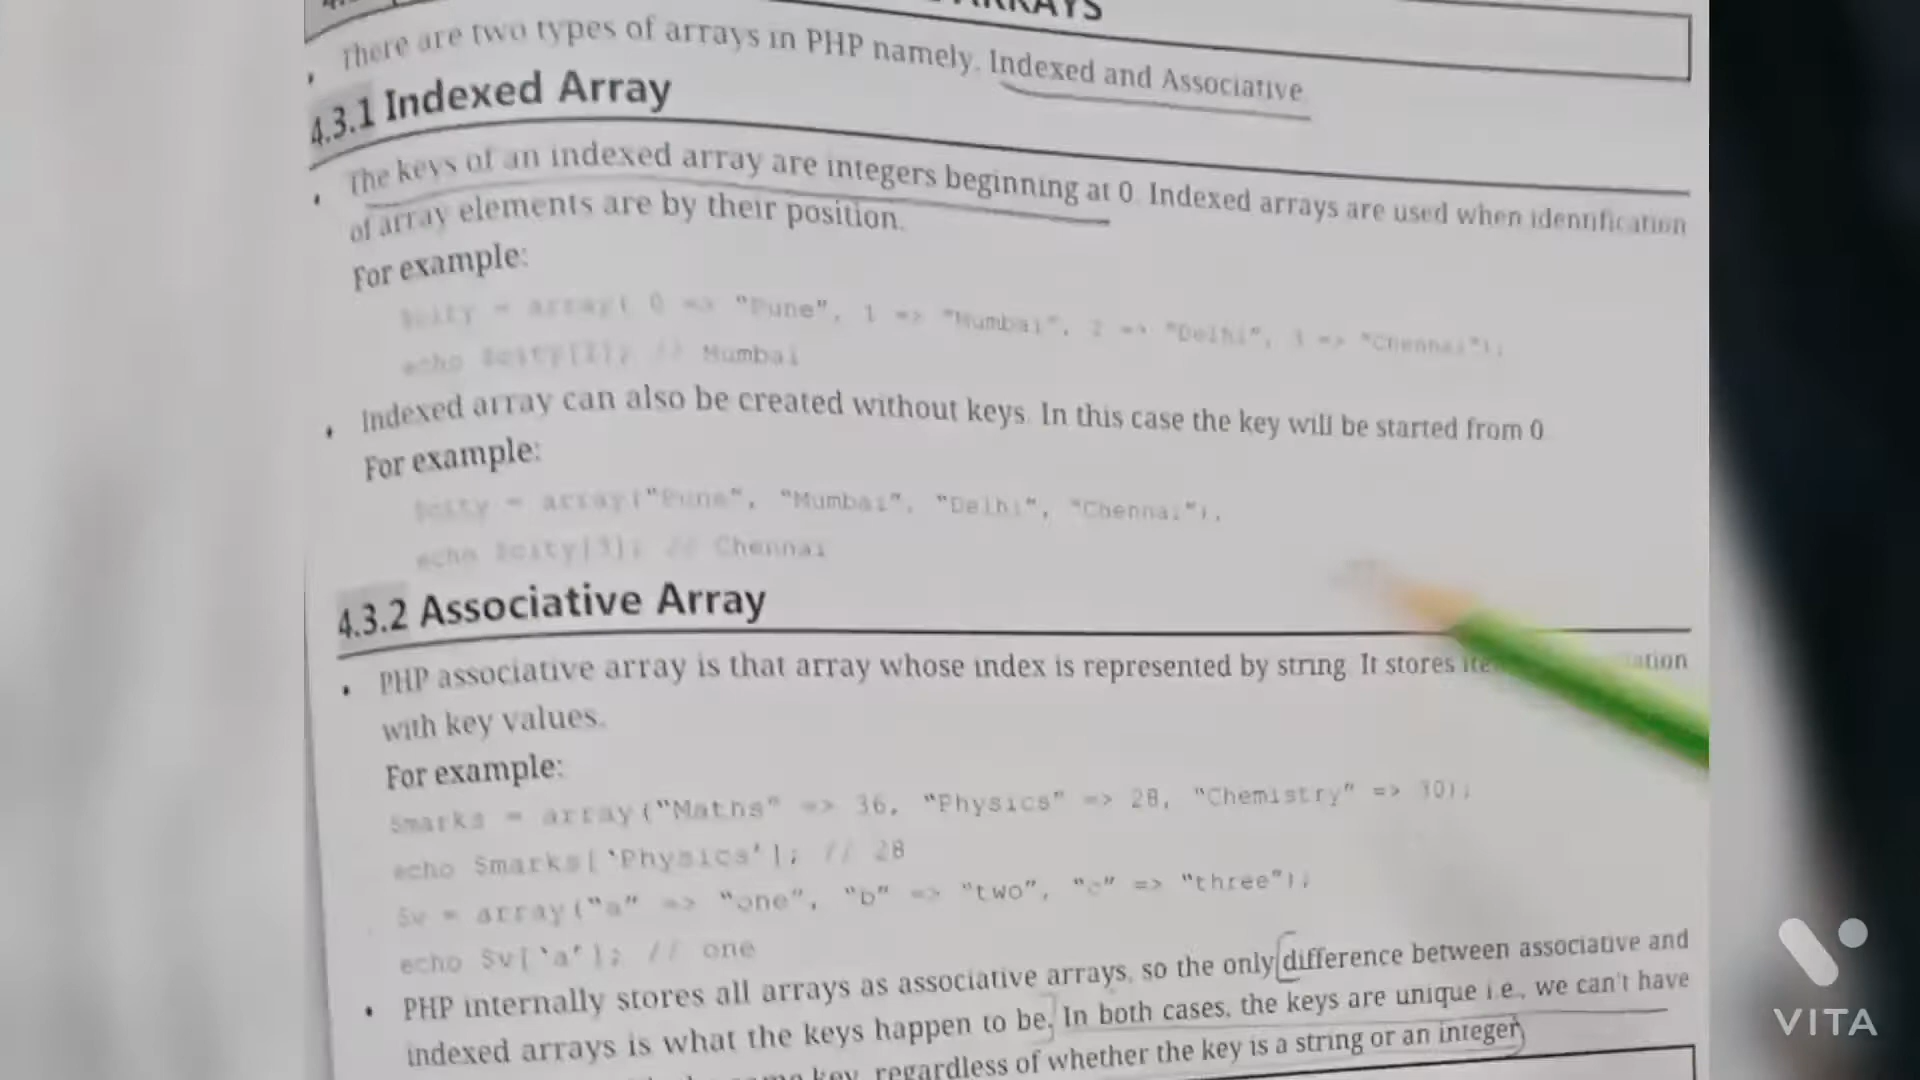 ARRAYS
There are two types of arrays in PHP namely, Indexed and Associative.
4.3.1 Indexed Array
• The keys of an indexed array are integers beginning at 0. Indexed arrays are used when identification
of array elements are by their position.
For example:
$city = array( 0 => "Pune", 1 => "Mumbai", 2 => "Delhi", 3 => "Chennai");
echo $city[1]; // Mumbai
• Indexed array can also be created without keys. In this case the key will be started from 0.
For example:
$city = array("Pune", "Mumbai", "Delhi", "Chennai");
echo $city[3]; // Chennai
4.3.2 Associative Array
• PHP associative array is that array whose index is represented by string. It stores
with key values.
For example:
$marks = array("Maths" => 36, "Physics" => 28, "Chemistry" => 30);
echo $marks['Physics']; // 28
$v = array("a" => "one", "b" => "two", "c" => "three");
echo $v['a']; // one
• PHP internally stores all arrays as associative arrays, so the only difference between associative and
indexed arrays is what the keys happen to be. In both cases, the keys are unique i.e., we can't have
key, regardless of whether the key is a string or an integer
VITA